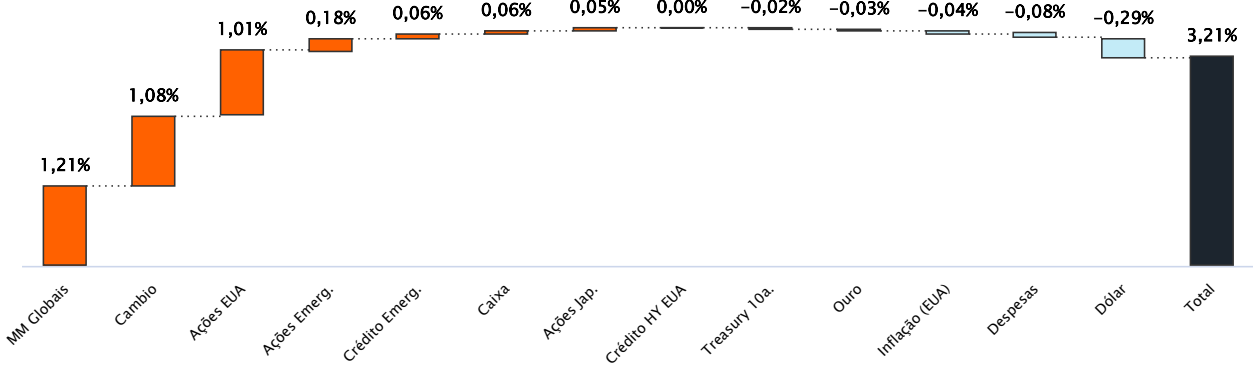 1,21%
1,08%
1,01%
0,18%
0,06%
0,06%
0,05%
0,00%
−0,02%
−0,03%
−0,04%
−0,08%
−0,29%
3,21%
MM Globais
Cambio
Ações EUA
Ações Emerg.
Crédito Emerg.
Caixa
Ações Jap.
Crédito HY EUA
Treasury 10a.
Ouro
Inflação (EUA)
Despesas
Dólar
Total